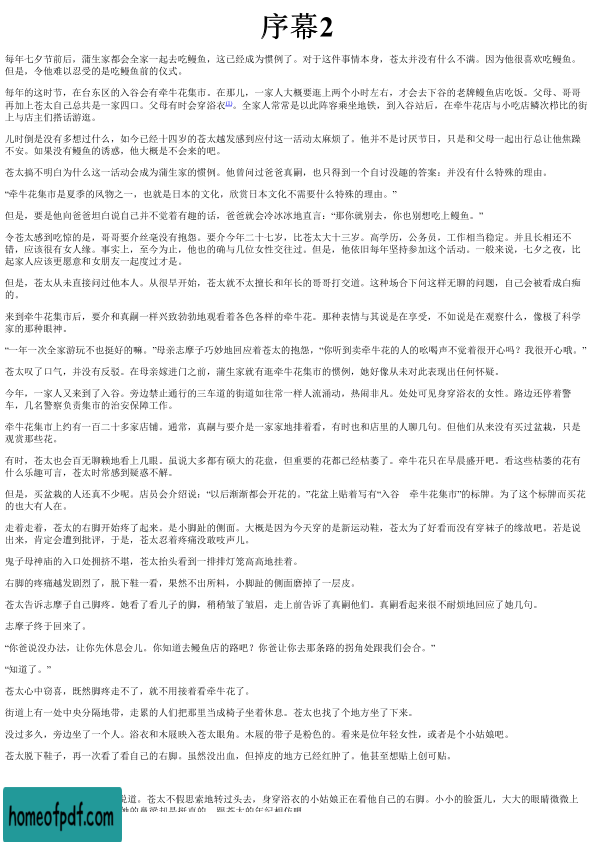 序幕2
每年七夕节前后，蒲生家都会全家一起去吃鳗鱼，这已经成为惯例了。对于这件事情本身，苍太并没有什么不满。因为他很喜欢吃鳗鱼。
但是，令他难以忍受的是吃鳗鱼前的仪式。
每年的这时节，在台东区的入谷会有牵牛花集市。在那儿，一家人大概要逛上两个小时左右，才会去下谷的老牌鳗鱼店吃饭。父母、哥哥
再加上苍太自己总共是一家四口。父母有时会穿浴衣[1]。全家人常常是以此阵容乘坐地铁，到入谷站后，在牵牛花店与小吃店鳞次栉比的街
上与店主们搭话游逛。
儿时倒是没有多想过什么，如今已经十四岁的苍太越发感到应付这一活动太麻烦了。他并不是讨厌节日，只是和父母一起出行总让他焦躁
不安。如果没有鳗鱼的诱惑，他大概是不会来的吧。
苍太搞不明白为什么这一活动会成为蒲生家的惯例。他曾问过爸爸真嗣，也只得到一个自讨没趣的答案：并没有什么特殊的理由。
“牵牛花集市是夏季的风物之一，也就是日本的文化，欣赏日本文化不需要什么特殊的理由。”
但是，要是他向爸爸坦白说自己并不觉着有趣的话，爸爸就会冷冰冰地直言：“那你就别去，你也别想吃上鳗鱼。”
令苍太感到吃惊的是，哥哥要介丝毫没有抱怨。要介今年二十七岁，比苍太大十三岁。高学历，公务员，工作相当稳定。并且长相还不
错，应该很有女人缘。事实上，至今为止，他也的确与几位女性交往过。但是，他依旧每年坚持参加这个活动。一般来说，七夕之夜，比
起家人应该更愿意和女朋友一起度过才是。
但是，苍太从未直接问过他本人。从很早开始，苍太就不太擅长和年长的哥哥打交道。这种场合下问这样无聊的问题，自己会被看成白痴
的。
来到牵牛花集市后，要介和真嗣一样兴致勃勃地观看着各色各样的牵牛花。那种表情与其说是在享受，不如说是在观察什么，像极了科学
家的那种眼神。
“一年一次全家游玩不也挺好的嘛。”母亲志摩子巧妙地回应着苍太的抱怨，“你听到卖牵牛花的人的吆喝声不觉着很开心吗？我很开心哦。”
苍太叹了口气，并没有反驳。在母亲嫁进门之前，蒲生家就有逛牵牛花集市的惯例，她好像从未对此表现出任何怀疑。
今年，一家人又来到了入谷。旁边禁止通行的三车道的街道如往常一样人流涌动，热闹非凡。处处可见身穿浴衣的女性。路边还停着警
车，几名警察负责集市的治安保障工作。
牵牛花集市上约有一百二十多家店铺。通常，真嗣与要介是一家家地排着看，有时也和店里的人聊几句。但他们从来没有买过盆栽，只是
观赏那些花。
有时，苍太也会百无聊赖地看上几眼。虽说大多都有硕大的花盘，但重要的花都已经枯萎了。牵牛花只在早晨盛开吧。看这些枯萎的花有
什么乐趣可言，苍太时常感到疑惑不解。
但是，买盆栽的人还真不少呢。店员会介绍说：“以后渐渐都会开花的。”花盆上贴着写有“入谷　牵牛花集市”的标牌。为了这个标牌而买花
的也大有人在。
走着走着，苍太的右脚开始疼了起来。是小脚趾的侧面。大概是因为今天穿的是新运动鞋，苍太为了好看而没有穿袜子的缘故吧。若是说
出来，肯定会遭到批评，于是，苍太忍着疼痛没敢吱声儿。
鬼子母神庙的入口处拥挤不堪，苍太抬头看到一排排灯笼高高地挂着。
右脚的疼痛越发剧烈了，脱下鞋一看，果然不出所料，小脚趾的侧面磨掉了一层皮。
苍太告诉志摩子自己脚疼。她看了看儿子的脚，稍稍皱了皱眉，走上前告诉了真嗣他们。真嗣看起来很不耐烦地回应了她几句。
志摩子终于回来了。
“你爸说没办法，让你先休息会儿。你知道去鳗鱼店的路吧？你爸让你去那条路的拐角处跟我们会合。”
“知道了。”
苍太心中窃喜，既然脚疼走不了，就不用接着看牵牛花了。
街道上有一处中央分隔地带，走累的人们把那里当成椅子坐着休息。苍太也找了个地方坐了下来。
没过多久，旁边坐了一个人。浴衣和木屐映入苍太眼角。木屐的带子是粉色的。看来是位年轻女性，或者是个小姑娘吧。
苍太脱下鞋子，再一次看了看自己的右脚。虽然没出血，但掉皮的地方已经红肿了。他甚至想贴上创可贴。
说道。苍太不假思索地转过头去，身穿浴衣的小姑娘正在看他自己的右脚。小小的脸蛋儿，大大的眼睛微微上
homeofpdf.com